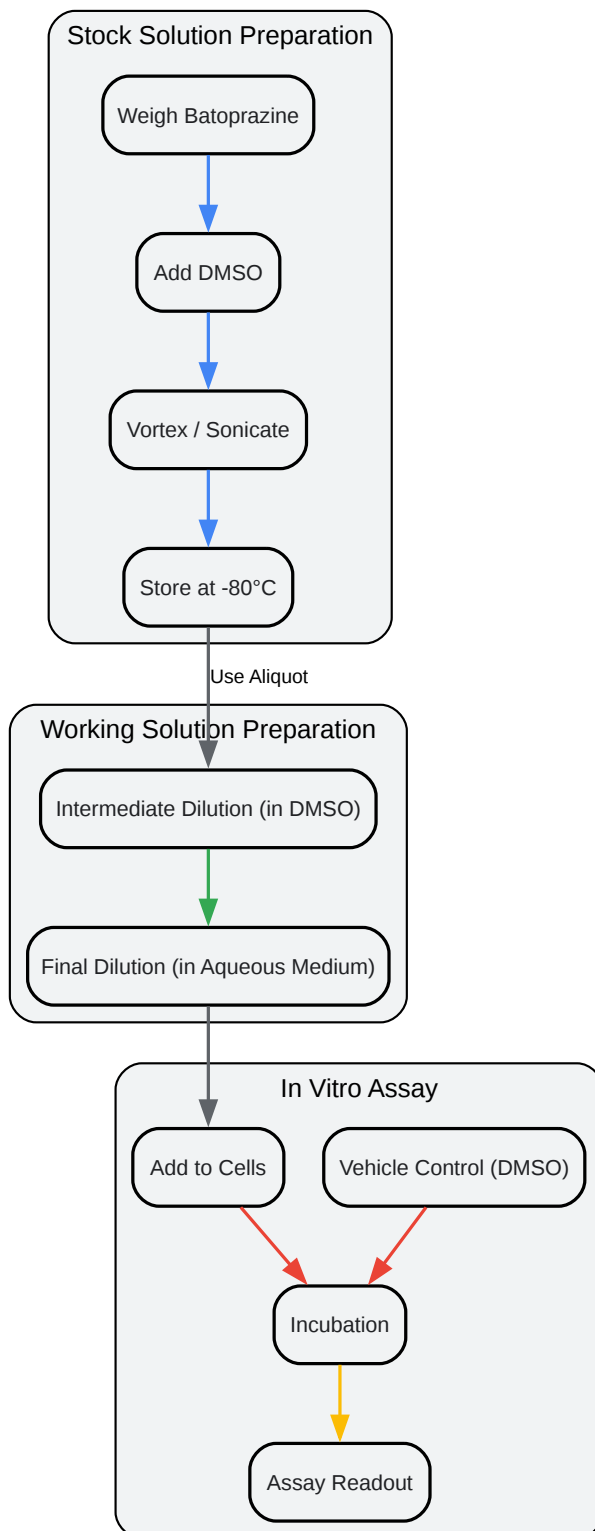 Stock Solution Preparation
Weigh Batoprazine
Add DMSO
Vortex / Sonicate
Store at -80°C
Use Aliquot
Working Solution Preparation
Intermediate Dilution (in DMSO)
Final Dilution (in Aqueous Medium)
In Vitro Assay
Add to Cells
Vehicle Control (DMSO)
Incubation
Assay Readout